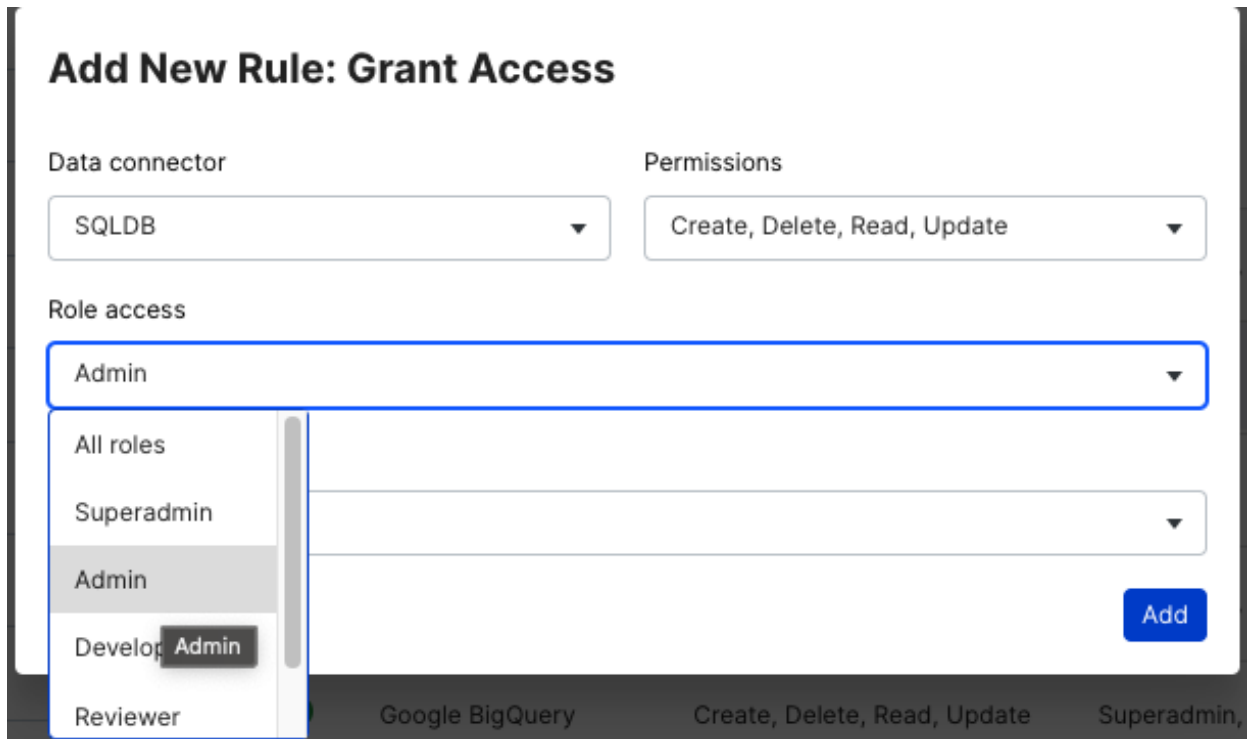 Add New Rule: Grant Access
Data connector
Permissions
SQLDB
Create, Delete, Read, Update
Role access
Admin
All roles
Superadmin
Admin
Develop
Admin
Add
Reviewer
Google BigQuery
Create, Delete, Read, Update
Superadmin,